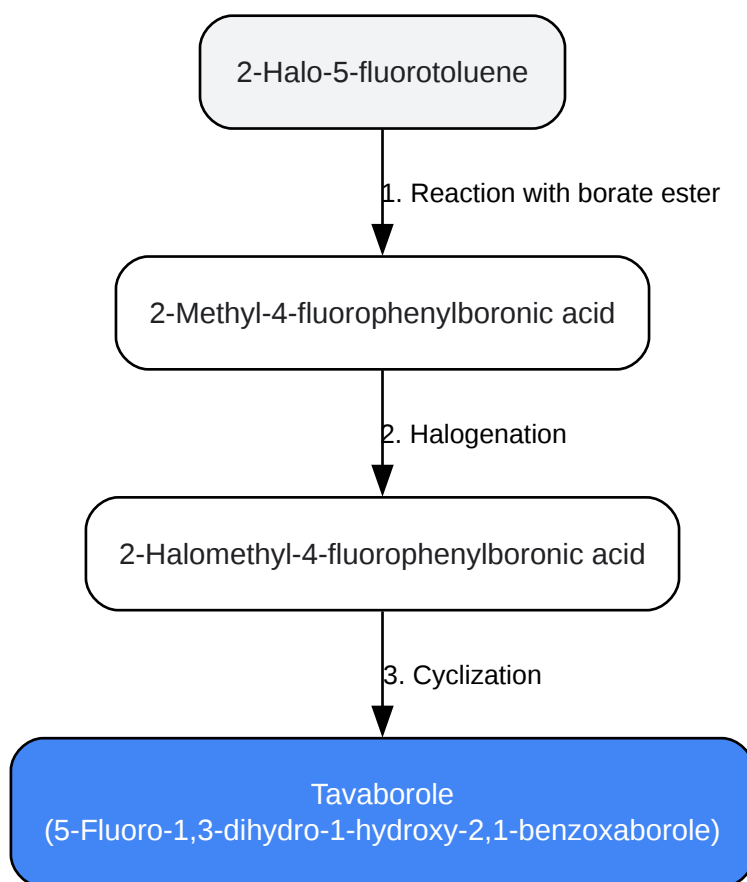 2-Halo-5-fluorotoluene
1. Reaction with borate ester
2-Methyl-4-fluorophenylboronic acid
2. Halogenation
2-Halomethyl-4-fluorophenylboronic acid
3. Cyclization
Tavaborole
(5-Fluoro-1,3-dihydro-1-hydroxy-2,1-benzoxaborole)